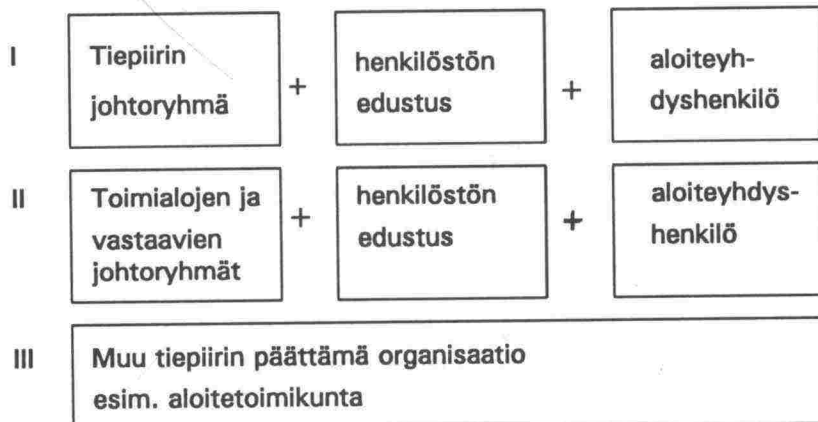 I
Tiepiirin
johtoryhmä
+
henkilöstön
edustus
+
aloiteyh-
dyshenkilö
II
Toimialojen ja
vastaavien
johtoryhmät
+
henkilöstön
edustus
+
aloiteyhdys-
henkilö
III
Muu tiepiirin päättämä organisaatio
esim. aloitetoimikunta